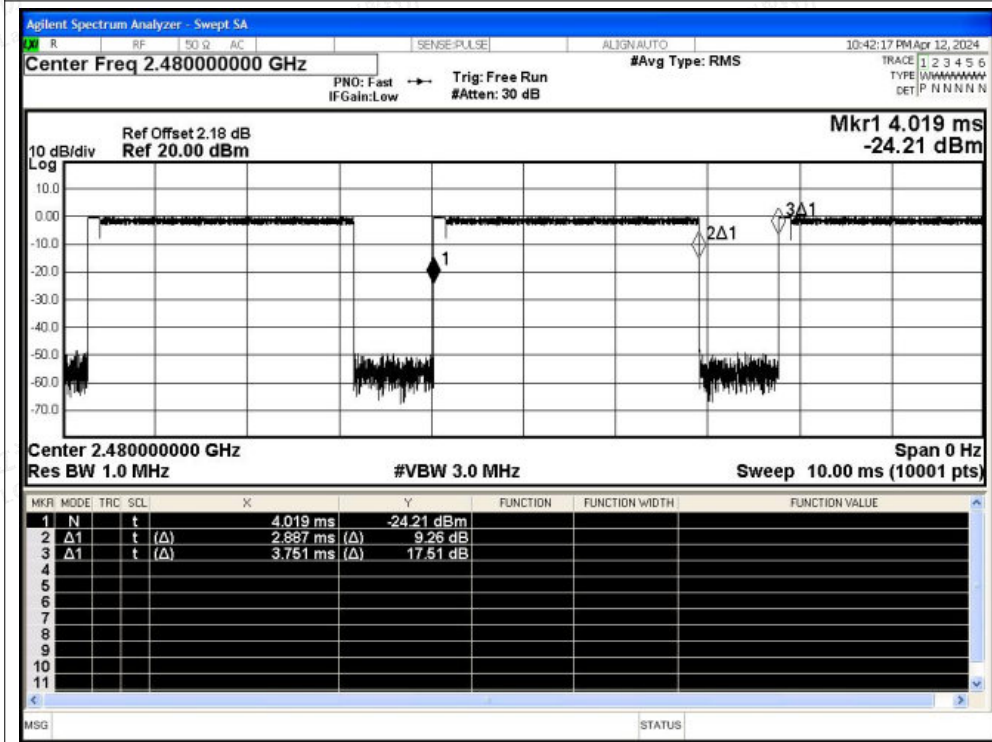 Agilent Spectrum Analyzer - Swept SA
LXI R RF 50 Ω AC SENSE:PULSE ALIGN AUTO 10:42:17 PM Apr 12, 2024
Center Freq 2.480000000 GHz #Avg Type: RMS TRACE 1 2 3 4 5 6
PNO: Fast Trig: Free Run TYPE WWWWWW
IFGain:Low #Atten: 30 dB DET P N N N N N
Mkr1 4.019 ms
Ref Offset 2.18 dB
10 dB/div Ref 20.00 dBm -24.21 dBm
Log
10.0
0.00 3Δ1
-10.0 2Δ1
-20.0 1
-30.0
-40.0
-50.0
-60.0
-70.0
Center 2.480000000 GHz Span 0 Hz
Res BW 1.0 MHz #VBW 3.0 MHz Sweep 10.00 ms (10001 pts)
MKR MODE TRC SCL X Y FUNCTION FUNCTION WIDTH FUNCTION VALUE
1 N t 4.019 ms -24.21 dBm
2 Δ1 t (Δ) 2.887 ms (Δ) 9.26 dB
3 Δ1 t (Δ) 3.751 ms (Δ) 17.51 dB
4
5
6
7
8
9
10
11
MSG STATUS